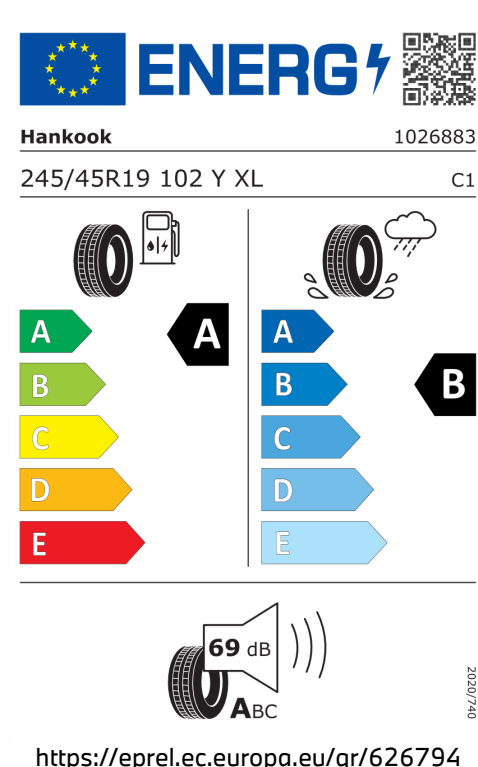 ENERG
Hankook 1026883
245/45R19 102 Y XL C1
A A A
B B B
C C
D D
E E
69 dB
ABC
2020/740
https://eprel.ec.europa.eu/qr/626794